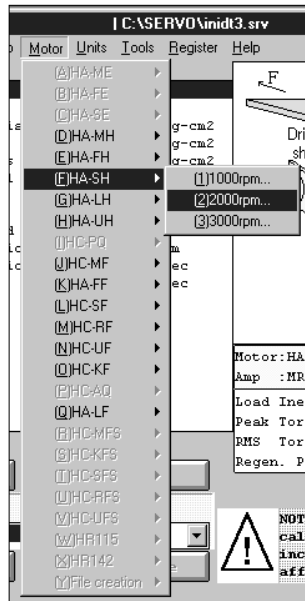 | C:\SERVO\inidt3.srv
Motor Units Tools Register Help
(A)HA-ME
(B)HA-FE
(C)HA-SE
(D)HA-MH
(E)HA-FH
(F)HA-SH
(G)HA-LH
(H)HA-UH
(I)HC-PQ
(J)HC-MF
(K)HA-FF
(L)HC-SF
(M)HC-RF
(N)HC-UF
(O)HC-KF
(P)HC-AQ
(Q)HA-LF
(R)HC-MFS
(S)HC-KFS
(T)HC-SFS
(U)HC-RFS
(V)HC-UFS
(W)HR115
(X)HR142
(Y)File creation
(1)1000rpm...
(2)2000rpm...
(3)3000rpm...
g-cm2
g-cm2
g-cm2
m
ec
ec
F
Dri
sh
Motor:HA
Amp :MR
Load Ine
Peak Tor
RMS Tor
Regen. P
NOT
cal
inc
aff